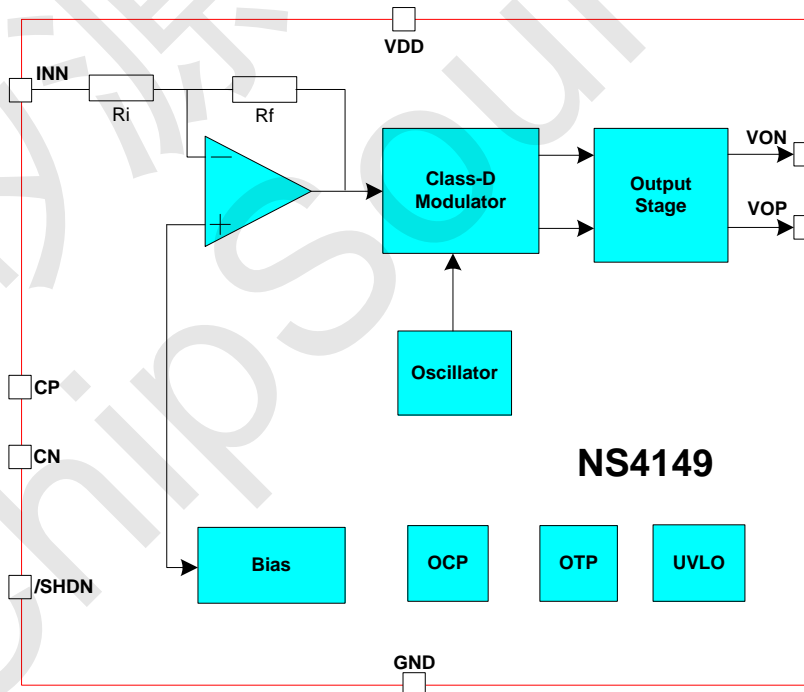 VDD
INN
Ri
Rf
Class-D
Modulator
Output
Stage
VON
VOP
Oscillator
CP
CN
NS4149
Bias
OCP
OTP
UVLO
/SHDN
GND